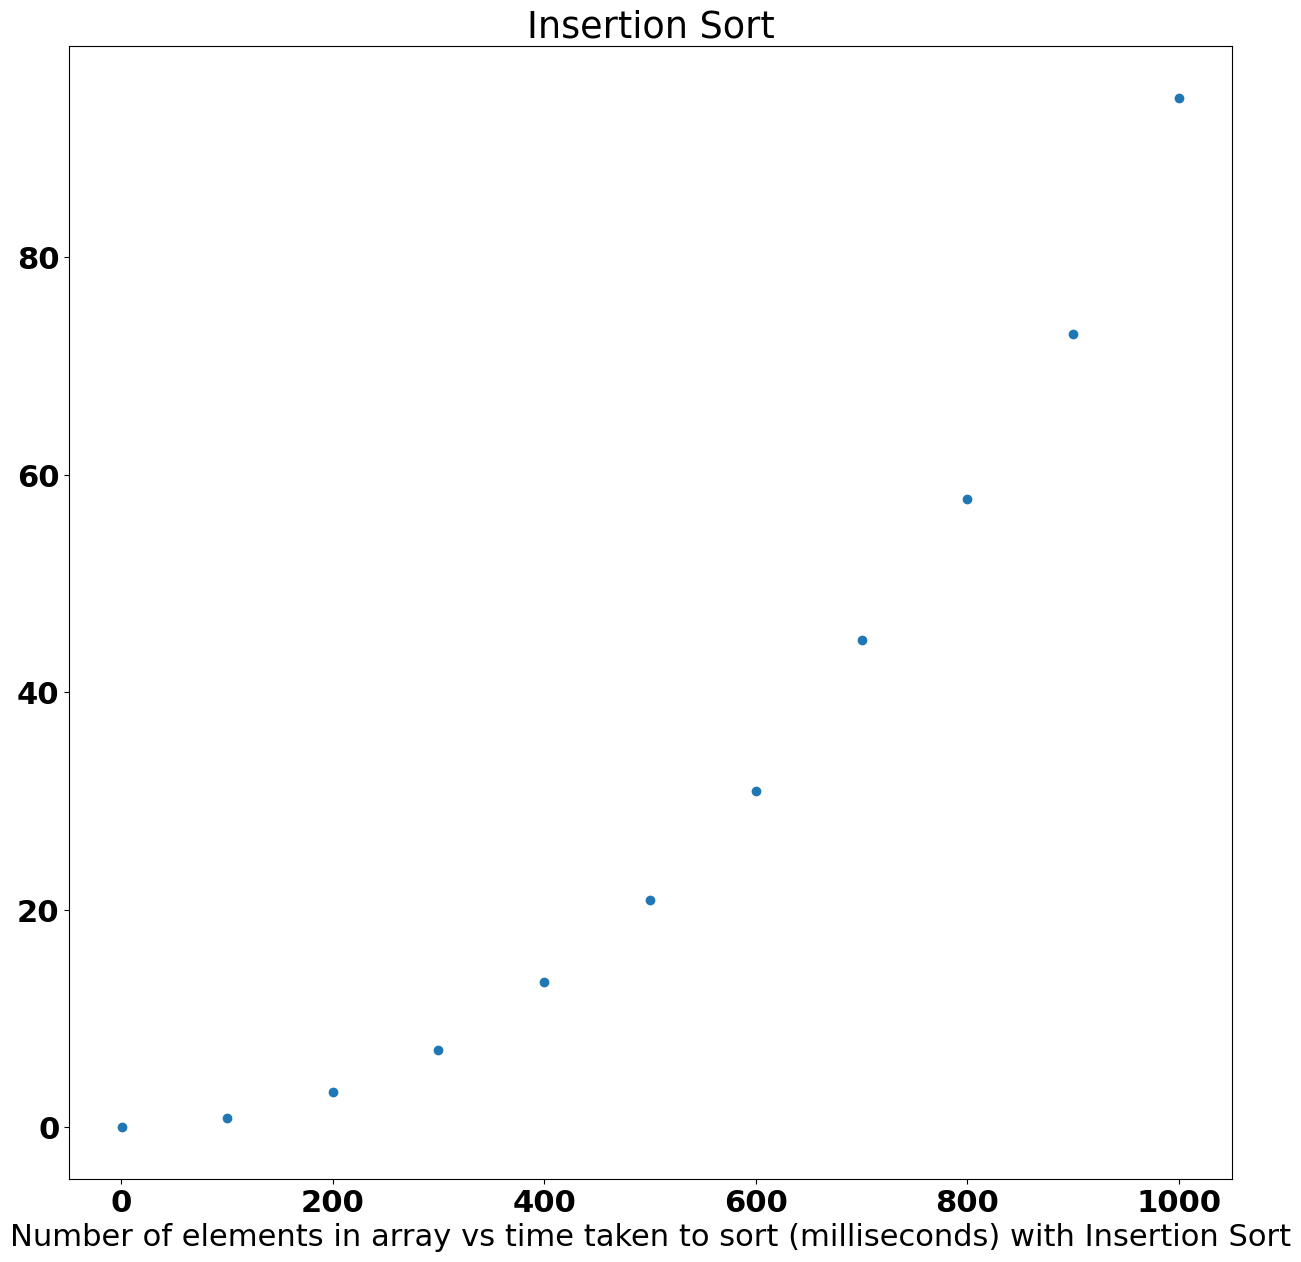 Insertion Sort
80
60
40
20
0
0 200 400 600 800 1000
Number of elements in array vs time taken to sort (milliseconds) with Insertion Sort